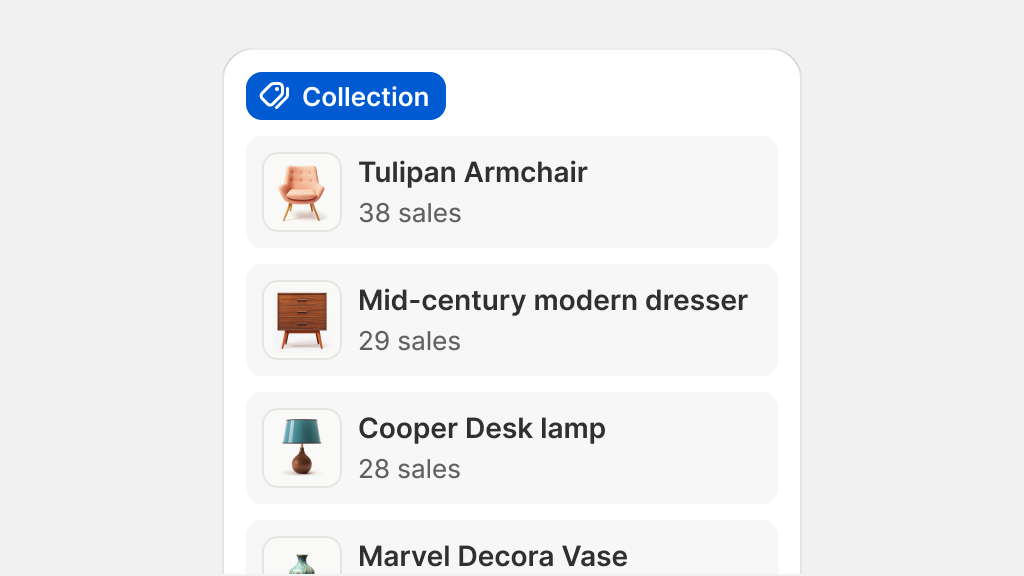 Collection
Tulipan Armchair
38 sales
Mid-century modern dresser
29 sales
Cooper Desk lamp
28 sales
Marvel Decora Vase